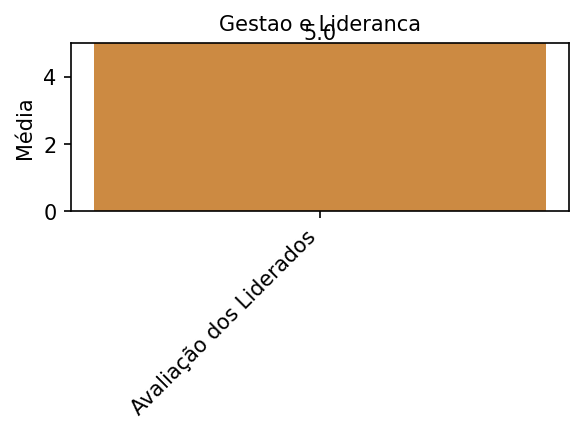 Gestao e Lideranca
5.0
Média
4
2
0
Avaliação dos Liderados